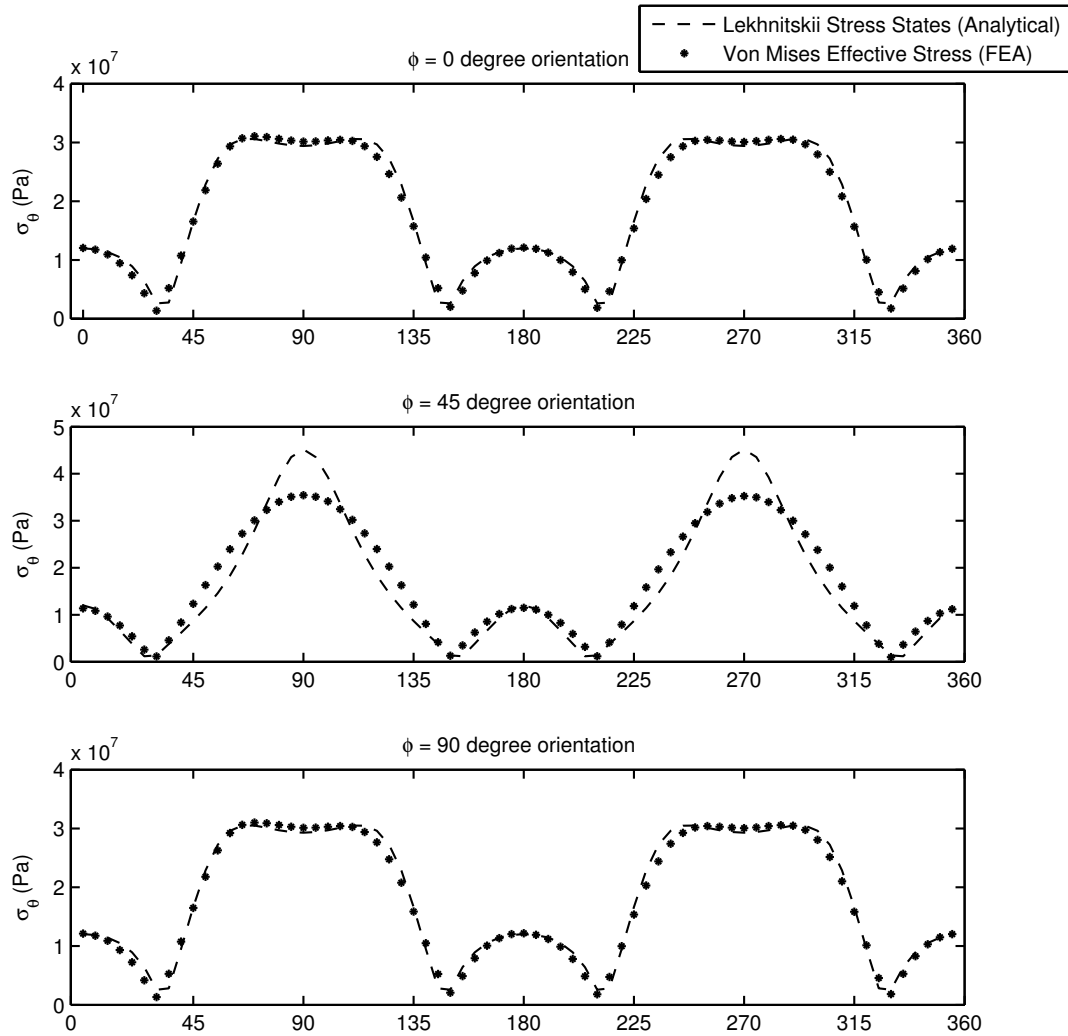 Lekhnitskii Stress States (Analytical)
Von Mises Effective Stress (FEA)
x 10^7
ϕ = 0 degree orientation
4
3
2
1
0
σ_θ (Pa)
0 45 90 135 180 225 270 315 360
x 10^7
ϕ = 45 degree orientation
5
4
3
2
1
0
σ_θ (Pa)
0 45 90 135 180 225 270 315 360
x 10^7
ϕ = 90 degree orientation
4
3
2
1
0
σ_θ (Pa)
0 45 90 135 180 225 270 315 360